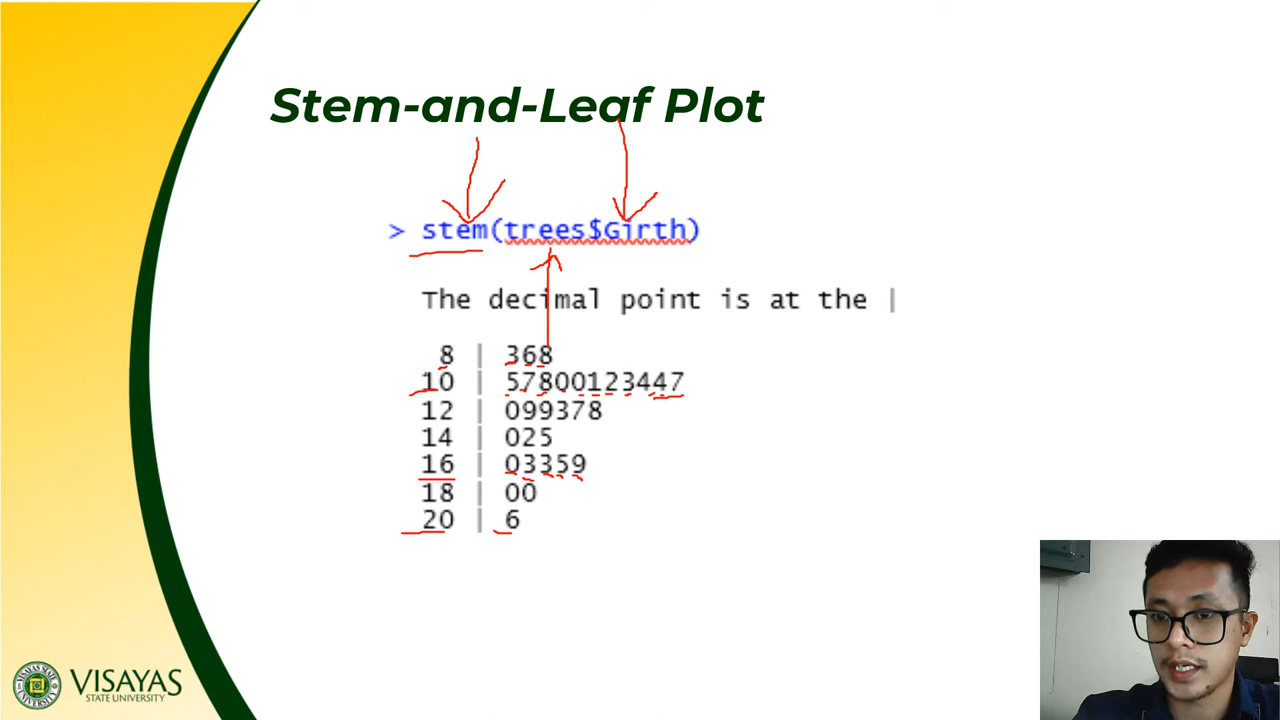 Stem-and-Leaf Plot
> stem(trees$Girth)
The decimal point is at the |
8 | 368
10 | 57800123447
12 | 099378
14 | 025
16 | 03359
18 | 00
20 | 6
VISAYAS
STATE UNIVERSITY